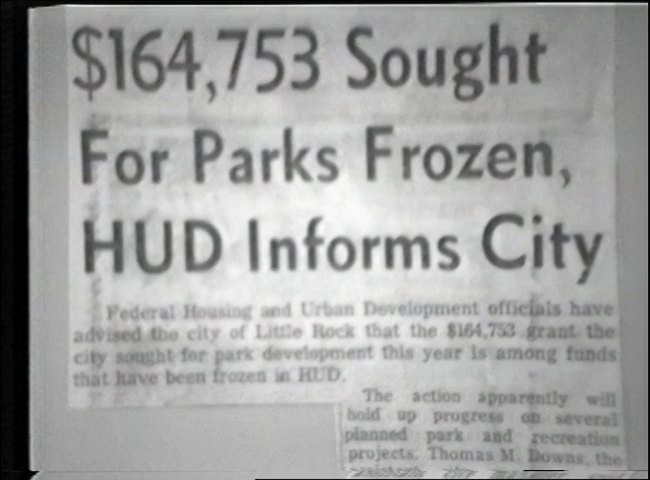 $164,753 Sought
For Parks Frozen,
HUD Informs City
Federal Housing and Urban Development officials have
advised the city of Little Rock that the $164,753 grant the
city sought for park development this year is among funds
that have been frozen in HUD.
The action apparently will
hold up progress on several
planned park and recreation
projects. Thomas M. Downs, the